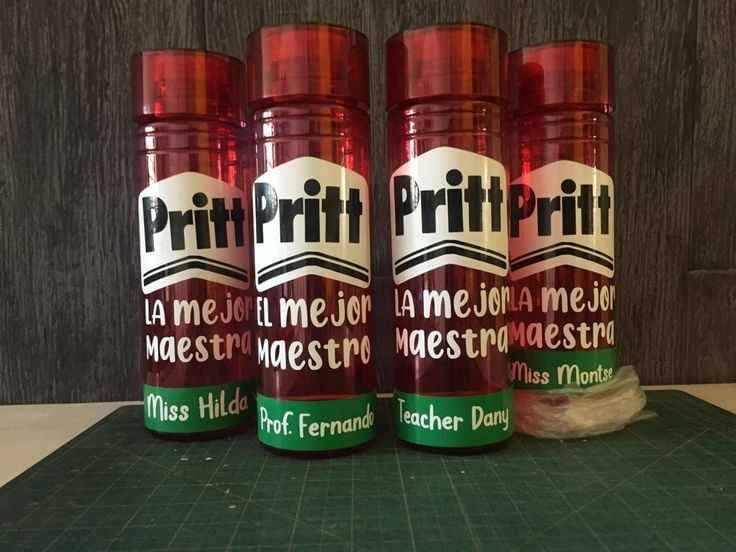 Pritt
LA mejor
maestra
Miss Hilda
Pritt
EL mejor
maestro
Prof. Fernando
Pritt
LA mejor
maestra
Teacher Dany
Pritt
LA mejor
maestra
Miss Montse